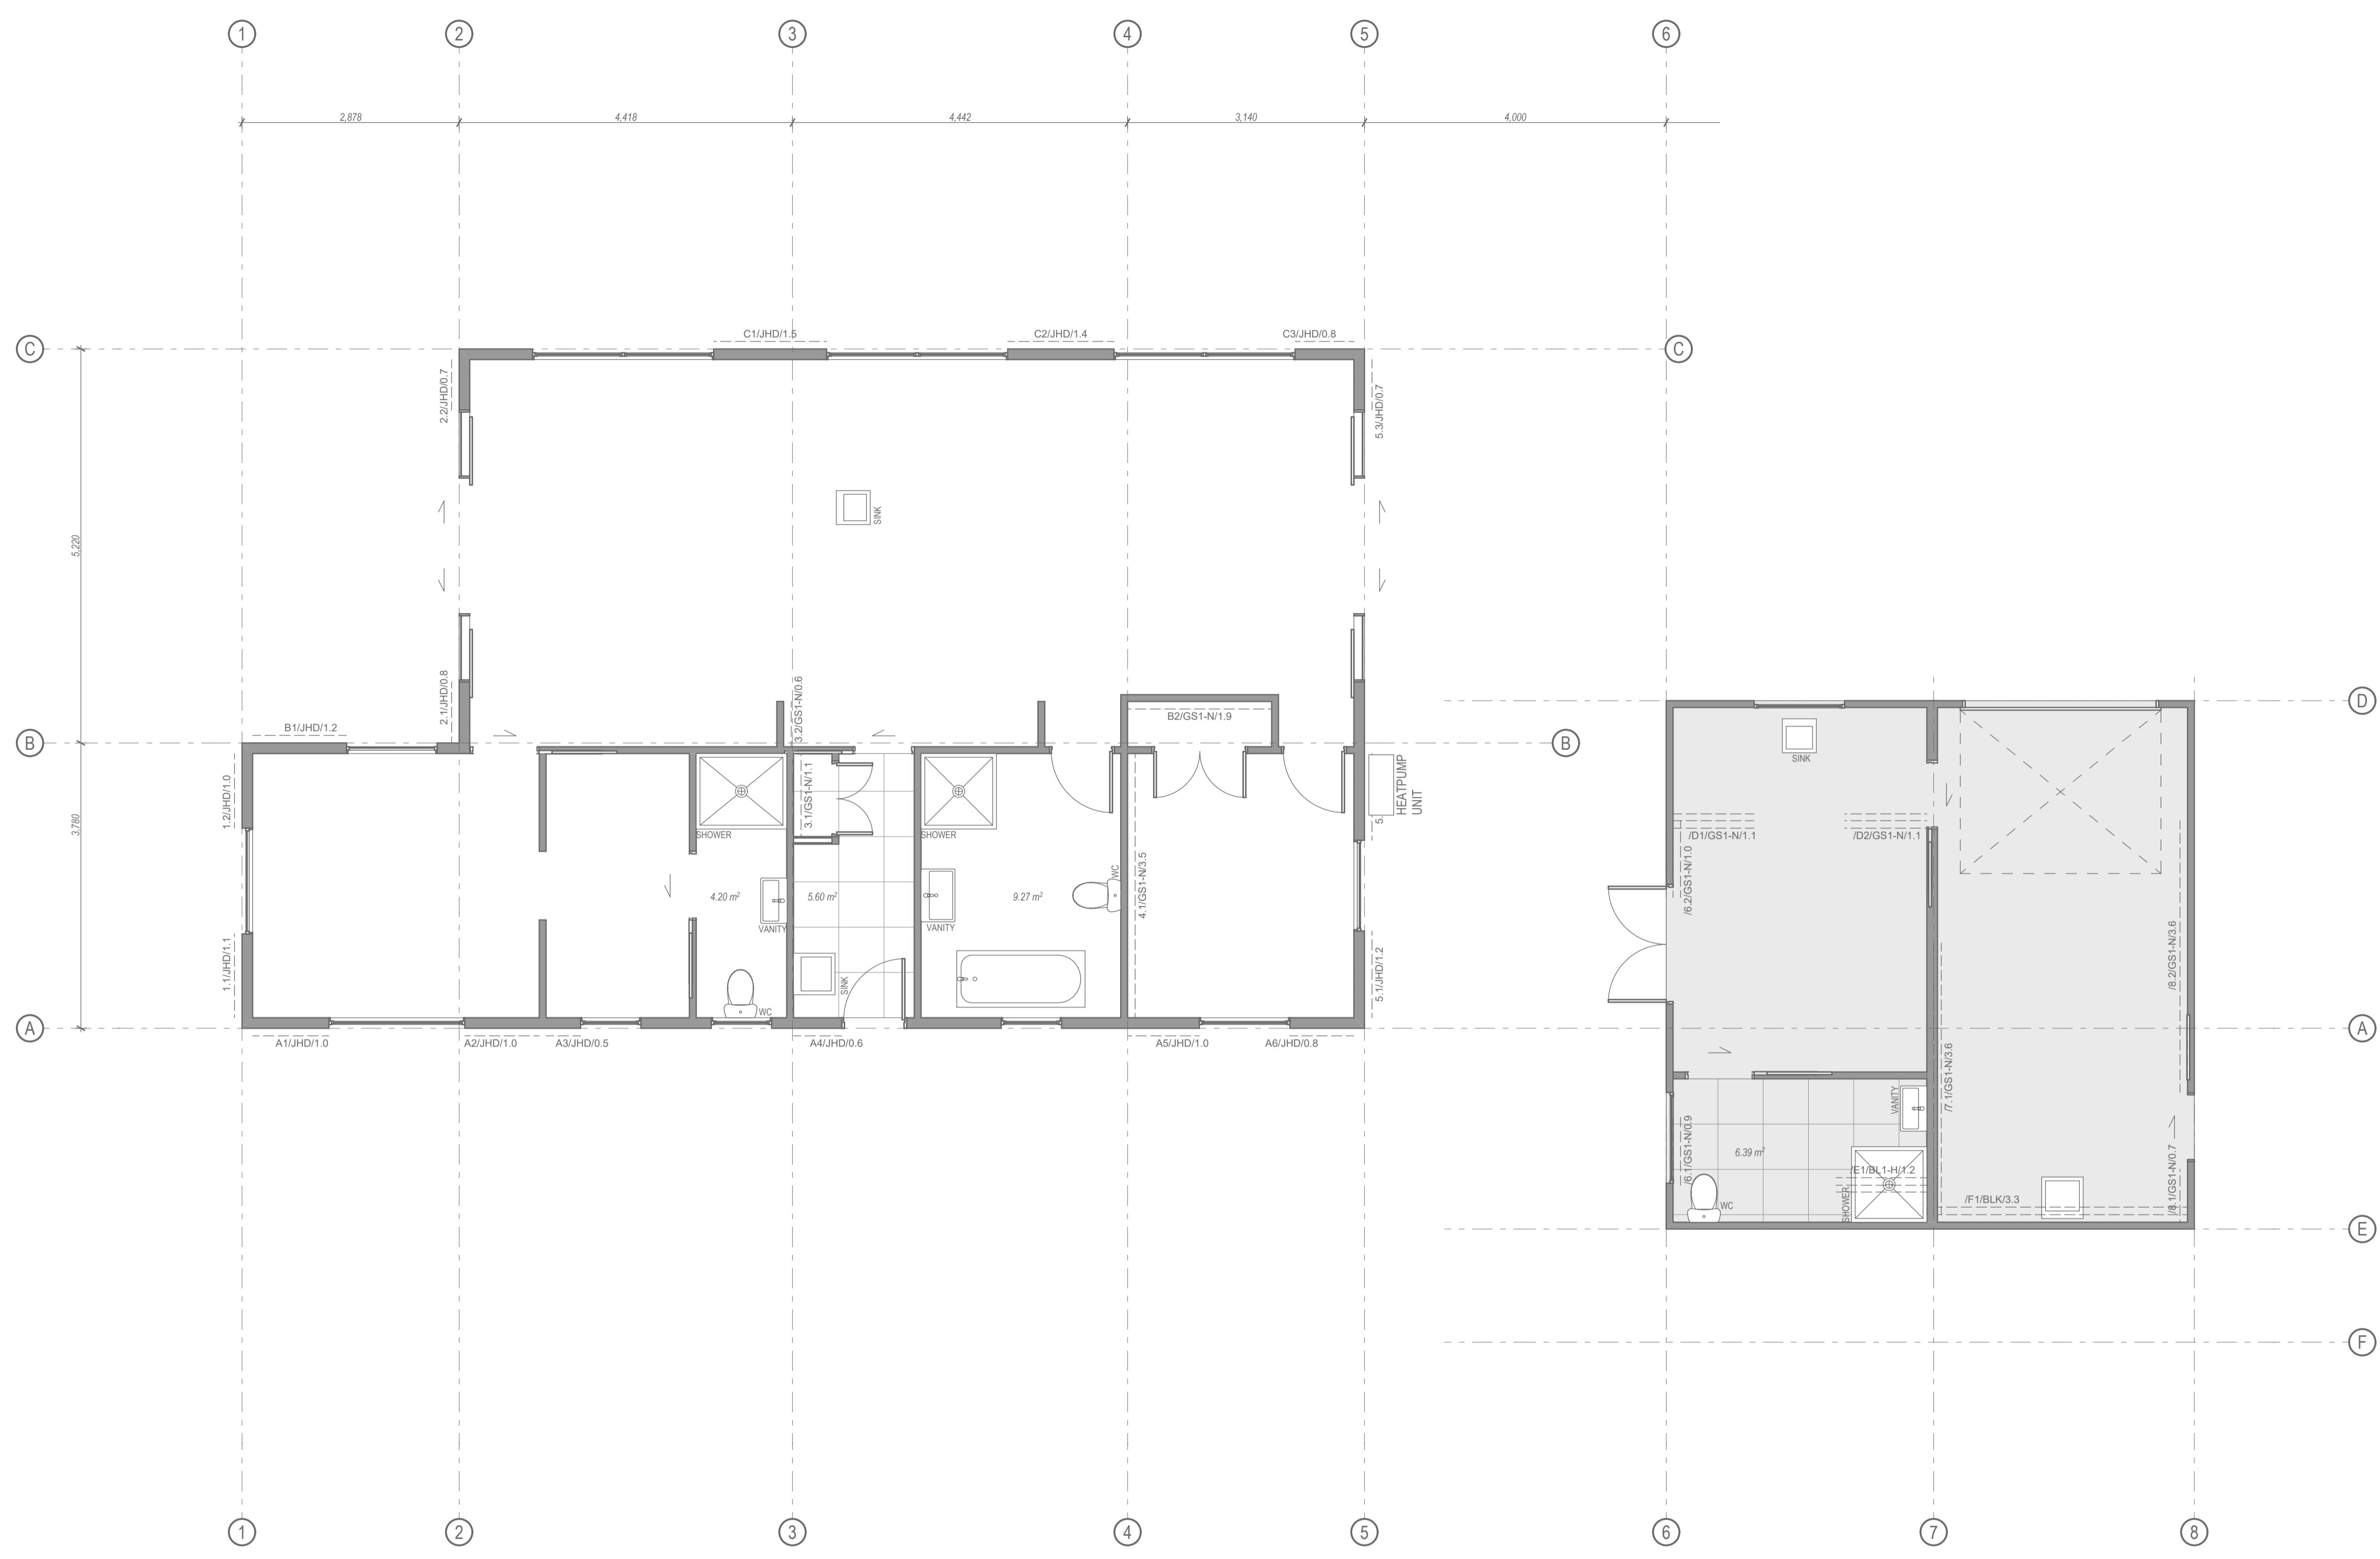 1 2 3 4 5 6
2,878 4,418 4,442 3,140 4,000
C1/JHD/1.5 C2/JHD/1.4 C3/JHD/0.8
C C
2.2/JHD/0.7
5.3/JHD/0.7
SINK
5,220
2.1/JHD/0.8
3.2/GS1-N/0.6
D
B2/GS1-N/1.9
B1/JHD/1.2
B B
SINK
1.2/JHD/1.0
3.1/GS1-N/1.1
HEATPUMP
UNIT
3,780
5.
SHOWER SHOWER
/D1/GS1-N/1.1 /D2/GS1-N/1.1
/6.2/GS1-N/1.0
4.1/GS1-N/3.5
WC
4.20 m² 5.60 m² 9.27 m²
VANITY VANITY
1.1/JHD/1.1
5.1/JHD/1.2
/8.2/GS1-N/3.6
SINK
WC
A A
A1/JHD/1.0 A2/JHD/1.0 A3/JHD/0.5 A4/JHD/0.6 A5/JHD/1.0 A6/JHD/0.8
/7.1/GS1-N/3.6
VANITY
/6.1/GS1-N/0.9
6.39 m²
/E1/BL1-H/1.2
SHOWER
/8.1/GS1-N/0.7
/F1/BLK/3.3
WC
E
F
1 2 3 4 5 6 7 8